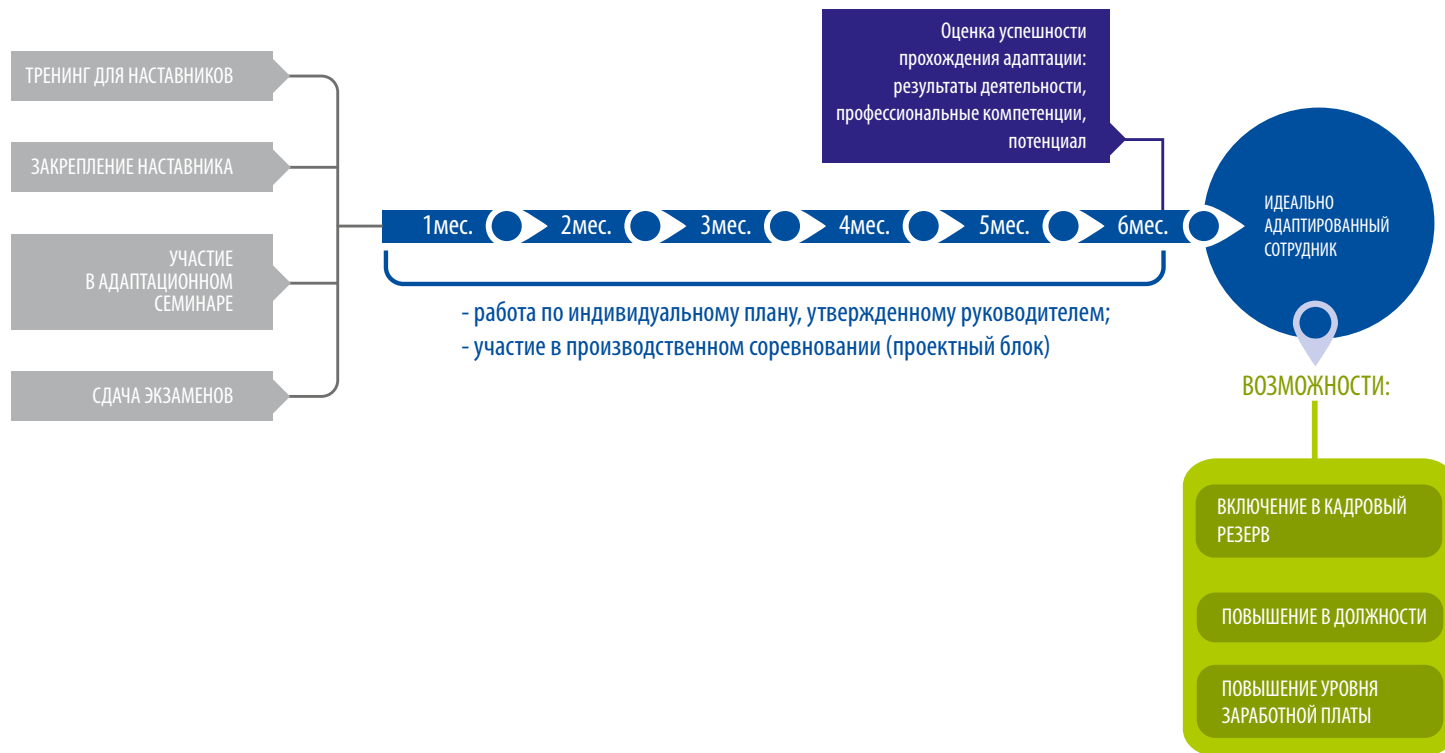 ТРЕНИНГ ДЛЯ НАСТАВНИКОВ
ЗАКРЕПЛЕНИЕ НАСТАВНИКА
УЧАСТИЕ
В АДАПТАЦИОННОМ
СЕМИНАРЕ
СДАЧА ЭКЗАМЕНОВ
Оценка успешности
прохождения адаптации:
результаты деятельности,
профессиональные компетенции,
потенциал
1мес. 2мес. 3мес. 4мес. 5мес. 6мес.
- работа по индивидуальному плану, утвержденному руководителем;
- участие в производственном соревновании (проектный блок)
ИДЕАЛЬНО
АДАПТИРОВАННЫЙ
СОТРУДНИК
ВОЗМОЖНОСТИ:
ВКЛЮЧЕНИЕ В КАДРОВЫЙ
РЕЗЕРВ
ПОВЫШЕНИЕ В ДОЛЖНОСТИ
ПОВЫШЕНИЕ УРОВНЯ
ЗАРАБОТНОЙ ПЛАТЫ